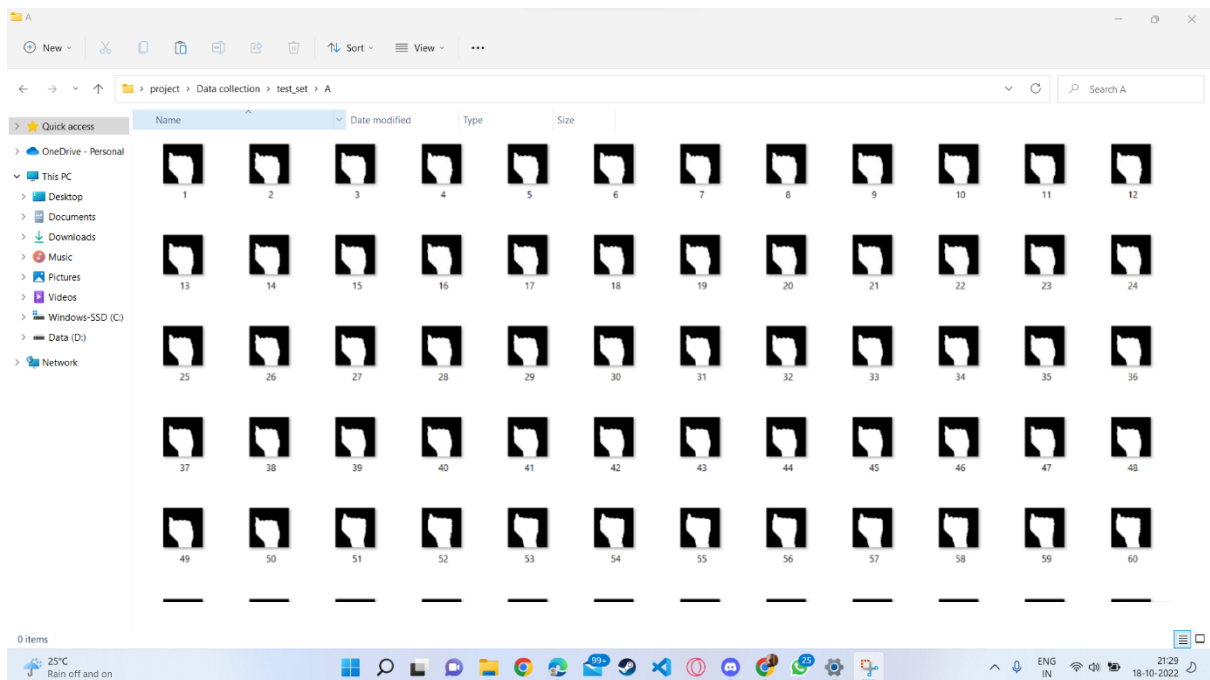 A
New Sort View
project > Data collection > test_set > A Search A
Name Date modified Type Size
Quick access
OneDrive - Personal
This PC
Desktop
Documents
Downloads
Music
Pictures
Videos
Windows-SSD (C:)
Data (D:)
Network
1 2 3 4 5 6 7 8 9 10 11 12
13 14 15 16 17 18 19 20 21 22 23 24
25 26 27 28 29 30 31 32 33 34 35 36
37 38 39 40 41 42 43 44 45 46 47 48
49 50 51 52 53 54 55 56 57 58 59 60
0 items
25°C
Rain off and on
99+
25
ENG
IN
21:29
18-10-2022